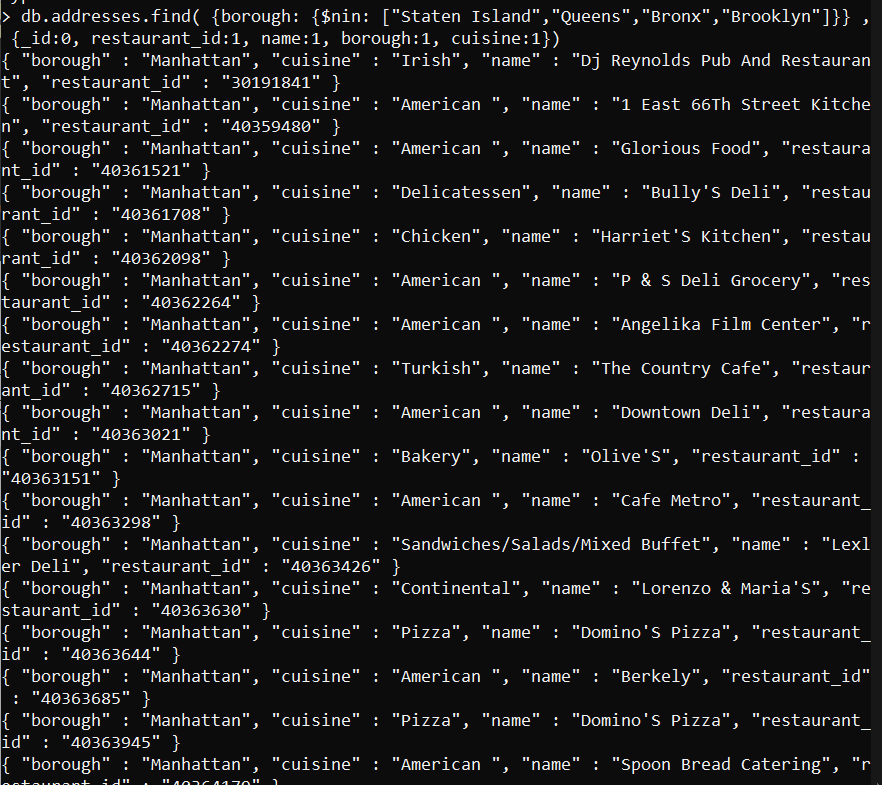 > db.addresses.find( {borough: {$nin: ["Staten Island","Queens","Bronx","Brooklyn"]}} ,
{_id:0, restaurant_id:1, name:1, borough:1, cuisine:1})
{ "borough" : "Manhattan", "cuisine" : "Irish", "name" : "Dj Reynolds Pub And Restauran
t", "restaurant_id" : "30191841" }
{ "borough" : "Manhattan", "cuisine" : "American ", "name" : "1 East 66Th Street Kitche
n", "restaurant_id" : "40359480" }
{ "borough" : "Manhattan", "cuisine" : "American ", "name" : "Glorious Food", "restaura
nt_id" : "40361521" }
{ "borough" : "Manhattan", "cuisine" : "Delicatessen", "name" : "Bully'S Deli", "restau
rant_id" : "40361708" }
{ "borough" : "Manhattan", "cuisine" : "Chicken", "name" : "Harriet'S Kitchen", "restau
rant_id" : "40362098" }
{ "borough" : "Manhattan", "cuisine" : "American ", "name" : "P & S Deli Grocery", "res
taurant_id" : "40362264" }
{ "borough" : "Manhattan", "cuisine" : "American ", "name" : "Angelika Film Center", "r
estaurant_id" : "40362274" }
{ "borough" : "Manhattan", "cuisine" : "Turkish", "name" : "The Country Cafe", "restaur
ant_id" : "40362715" }
{ "borough" : "Manhattan", "cuisine" : "American ", "name" : "Downtown Deli", "restaura
nt_id" : "40363021" }
{ "borough" : "Manhattan", "cuisine" : "Bakery", "name" : "Olive'S", "restaurant_id" :
"40363151" }
{ "borough" : "Manhattan", "cuisine" : "American ", "name" : "Cafe Metro", "restaurant_
id" : "40363298" }
{ "borough" : "Manhattan", "cuisine" : "Sandwiches/Salads/Mixed Buffet", "name" : "Lexl
er Deli", "restaurant_id" : "40363426" }
{ "borough" : "Manhattan", "cuisine" : "Continental", "name" : "Lorenzo & Maria'S", "re
staurant_id" : "40363630" }
{ "borough" : "Manhattan", "cuisine" : "Pizza", "name" : "Domino'S Pizza", "restaurant_
id" : "40363644" }
{ "borough" : "Manhattan", "cuisine" : "American ", "name" : "Berkely", "restaurant_id"
: "40363685" }
{ "borough" : "Manhattan", "cuisine" : "Pizza", "name" : "Domino'S Pizza", "restaurant_
id" : "40363945" }
{ "borough" : "Manhattan", "cuisine" : "American ", "name" : "Spoon Bread Catering", "r
estaurant_id" : "40364179" }